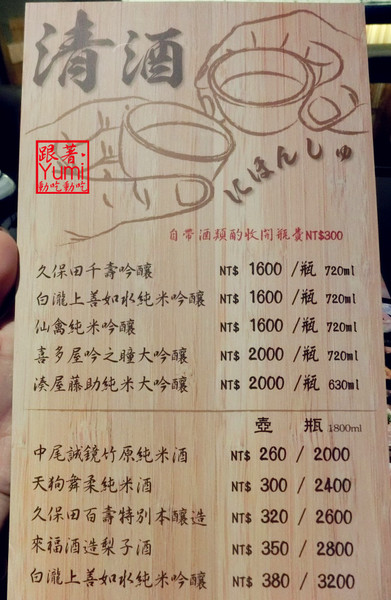 清酒
にほんしゅ
跟著
Yumi
動吃動吃
自帶酒類酌收開瓶費NT$300
久保田千壽吟釀 NT$ 1600 /瓶 720ml
白瀧上善如水純米吟釀 NT$ 1600 /瓶 720ml
仙禽純米吟釀 NT$ 1600 /瓶 720ml
喜多屋吟之瞳大吟釀 NT$ 2000 /瓶 720ml
湊屋藤助純米大吟釀 NT$ 2000 /瓶 630ml
壺 瓶 1800ml
中尾誠鏡竹原純米酒 NT$ 260 / 2000
天狗舞柔純米酒 NT$ 300 / 2400
久保田百壽特別本釀造 NT$ 320 / 2600
來福酒造梨子酒 NT$ 350 / 2800
白瀧上善如水純米吟釀 NT$ 380 / 3200